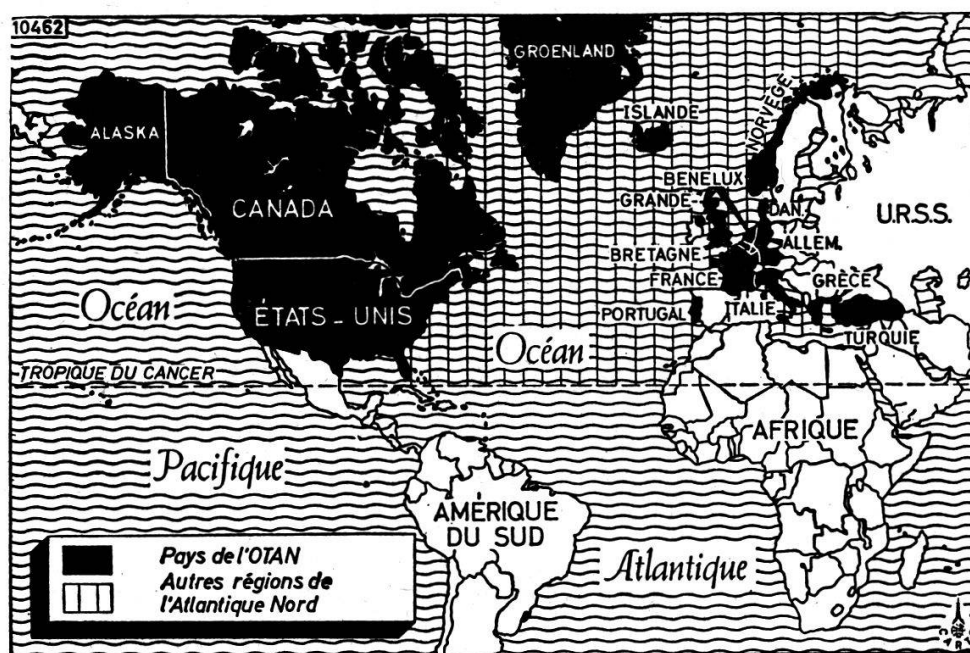 10462
GROENLAND
ALASKA
ISLANDE
NORVÈGE
CANADA
BENELUX
GRANDE
BRETAGNE
DAN.
ALLEM.
U.R.S.S.
FRANCE
GRÈCE
ÉTATS-UNIS
PORTUGAL
ITALIE
TURQUIE
Océan
Océan
TROPIQUE DU CANCER
AFRIQUE
Pacifique
AMÉRIQUE
DU SUD
Atlantique
Pays de l'OTAN
Autres régions de
l'Atlantique Nord